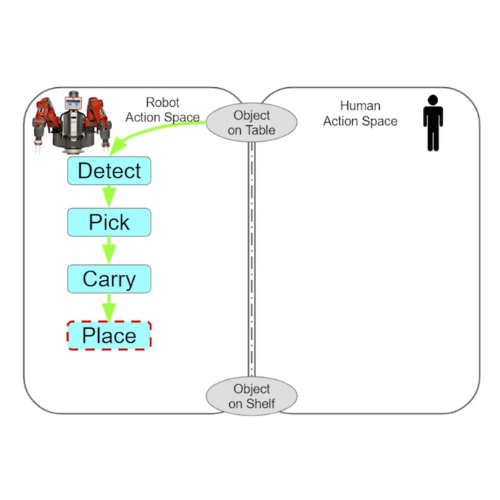 Robot
Action Space
Object
on Table
Human
Action Space
Detect
Pick
Carry
Place
Object
on Shelf